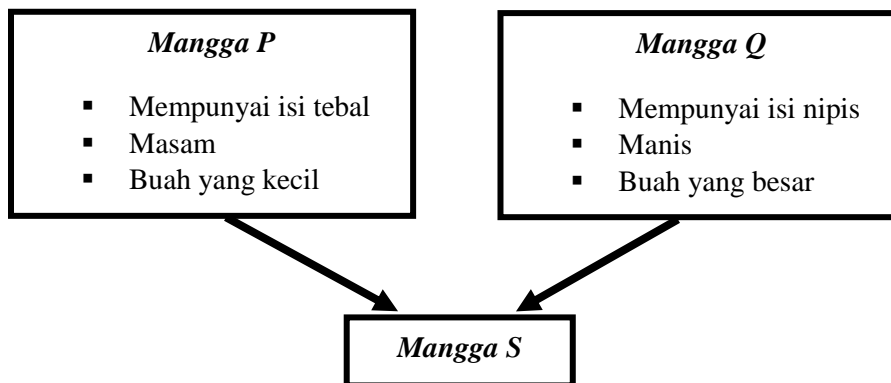 Mangga P
▪ Mempunyai isi tebal
▪ Masam
▪ Buah yang kecil
Mangga Q
▪ Mempunyai isi nipis
▪ Manis
▪ Buah yang besar
Mangga S